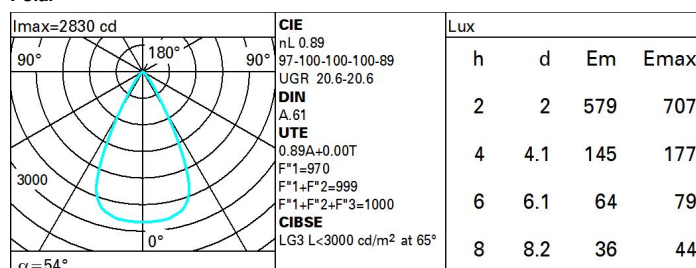 Imax=2830 cd
90° 180° 90°
3000
0°
α=54°
CIE
nL 0.89
97-100-100-100-89
UGR 20.6-20.6
DIN
A.61
UTE
0.89A+0.00T
F"1=970
F"1+F"2=999
F"1+F"2+F"3=1000
CIBSE
LG3 L<3000 cd/m² at 65°
Lux
h d Em Emax
2 2 579 707
4 4.1 145 177
6 6.1 64 79
8 8.2 36 44